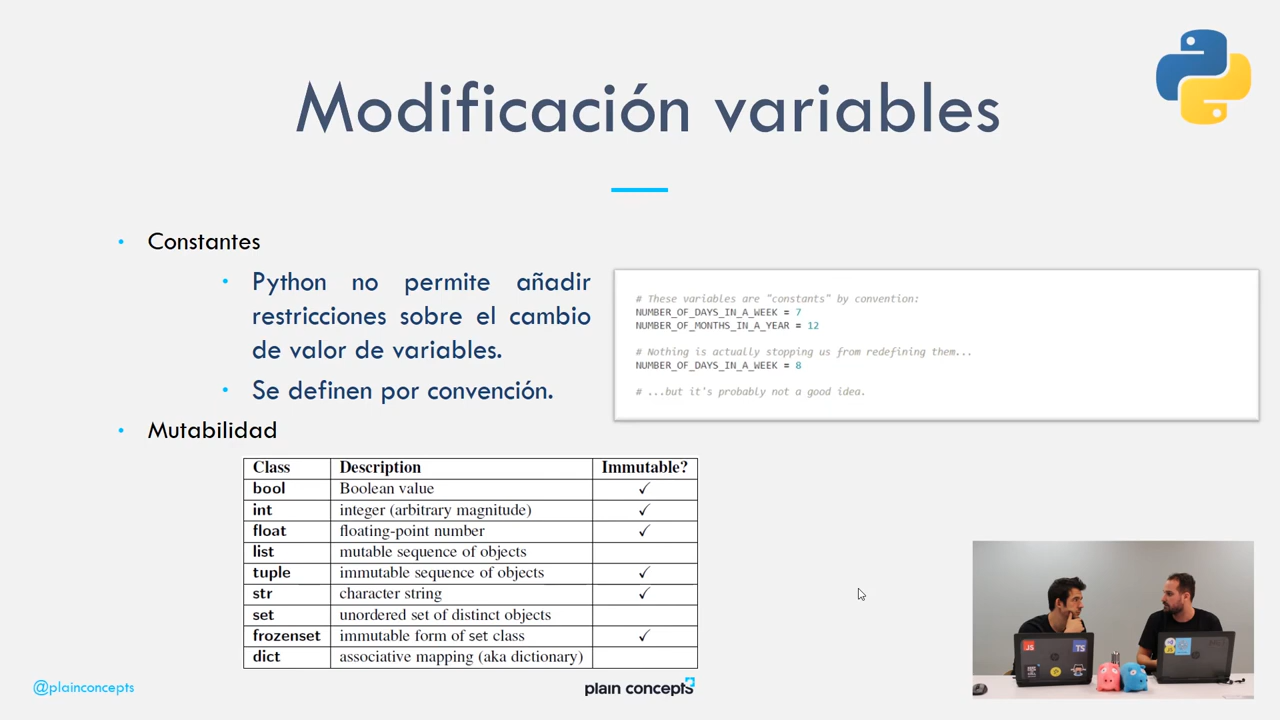 Modificación variables
• Constantes
• Python no permite añadir
restricciones sobre el cambio
de valor de variables.
• Se definen por convención.
# These variables are "constants" by convention:
NUMBER_OF_DAYS_IN_A_WEEK = 7
NUMBER_OF_MONTHS_IN_A_YEAR = 12
# Nothing is actually stopping us from redefining them...
NUMBER_OF_DAYS_IN_A_WEEK = 8
# ...but it's probably not a good idea.
• Mutabilidad
Class Description Immutable?
bool Boolean value ✓
int integer (arbitrary magnitude) ✓
float floating-point number ✓
list mutable sequence of objects
tuple immutable sequence of objects ✓
str character string ✓
set unordered set of distinct objects
frozenset immutable form of set class ✓
dict associative mapping (aka dictionary)
JS
TS
@plainconcepts
plain concepts